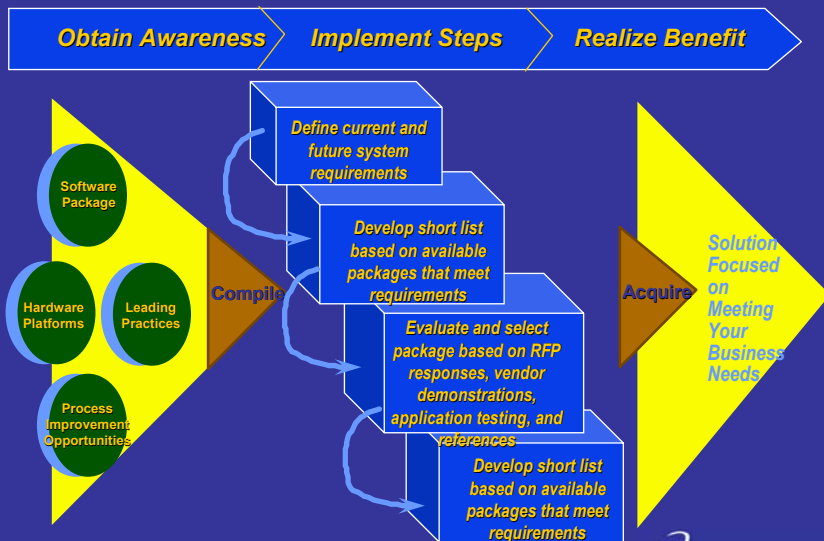 Obtain Awareness
Implement Steps
Realize Benefit
Software
Package
Hardware
Platforms
Leading
Practices
Process
Improvement
Opportunities
Compile
Define current and
future system
requirements
Develop short list
based on available
packages that meet
requirements
Evaluate and select
package based on RFP
responses, vendor
demonstrations,
application testing, and
references
Develop short list
based on available
packages that meet
requirements
Acquire
Solution
Focused
on
Meeting
Your
Business
Needs